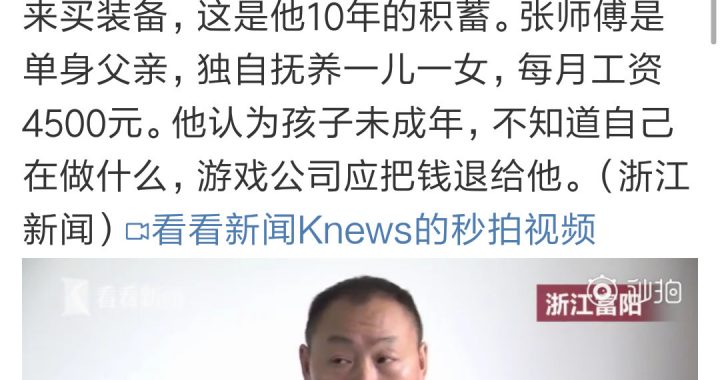 来买装备，这是他10年的积蓄。张师傅是
单身父亲，独自抚养一儿一女，每月工资
4500元。他认为孩子未成年，不知道自己
在做什么，游戏公司应把钱退给他。（浙江
新闻）看看新闻Knews的秒拍视频
K看看新闻
秒拍
浙江富阳